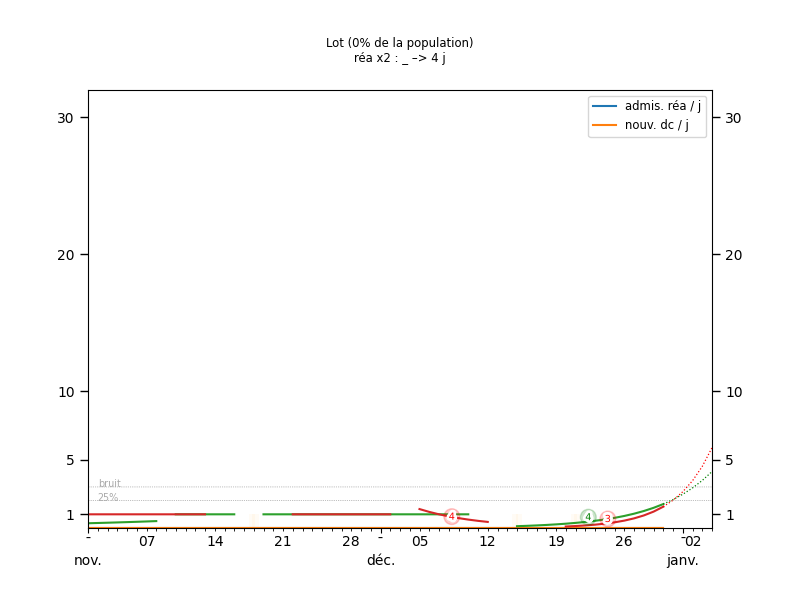 Lot (0% de la population)
réa x2 : _ –> 4 j
admis. réa / j
nouv. dc / j
30 30
20 20
10 10
5 5
bruit
25%
1 1
4 4 3
- 07 14 21 28 - 05 12 19 26 - 02
nov. déc. janv.